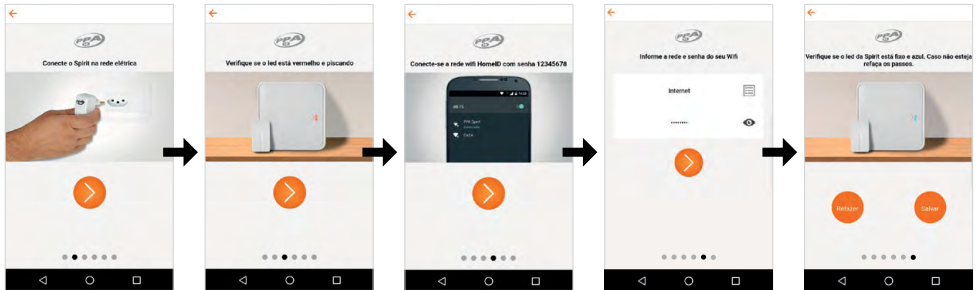 PPA
Conecte o Spirit na rede elétrica
PPA
Verifique se o led está vermelho e piscando
PPA
Conecte-se a rede wifi HomeID com senha 12345678
PPA
Informe a rede e senha do seu Wifi
Internet
PPA
Verifique se o led da Spirit está fixo e azul. Caso não esteja
refaça os passos.
Refazer
Salvar